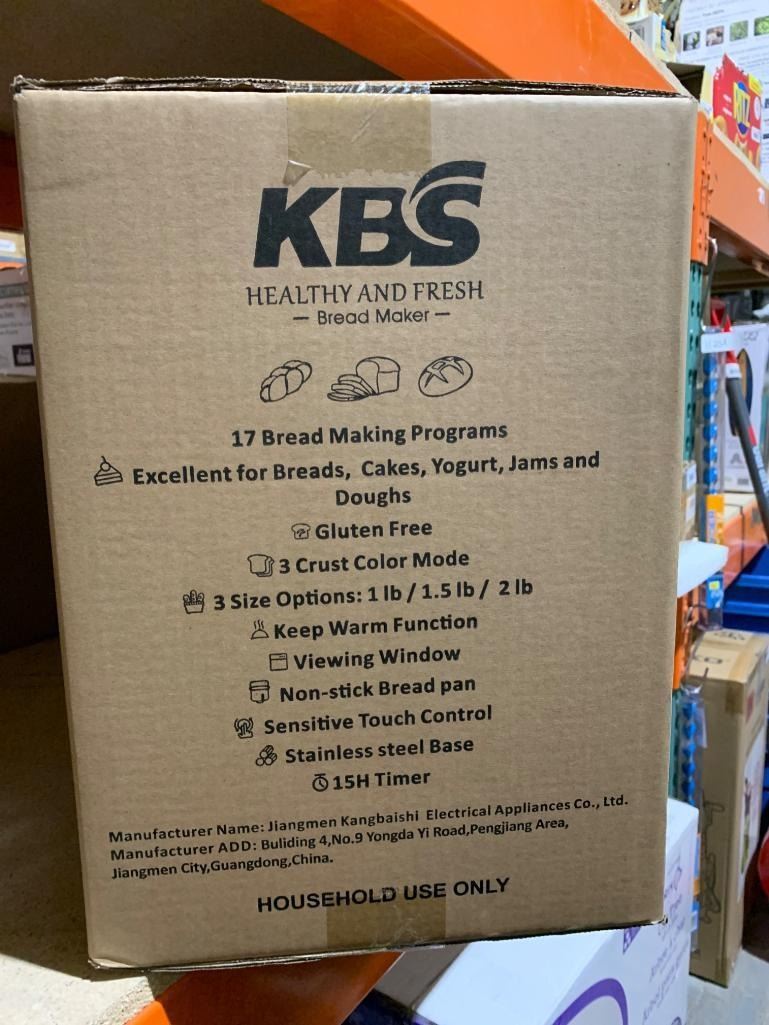 KBS
HEALTHY AND FRESH
— Bread Maker —
17 Bread Making Programs
Excellent for Breads, Cakes, Yogurt, Jams and
Doughs
Gluten Free
3 Crust Color Mode
3 Size Options: 1 lb / 1.5 lb / 2 lb
Keep Warm Function
Viewing Window
Non-stick Bread pan
Sensitive Touch Control
Stainless steel Base
15H Timer
Manufacturer Name: Jiangmen Kangbaishi Electrical Appliances Co., Ltd.
Manufacturer ADD: Buliding 4,No.9 Yongda Yi Road,Pengjiang Area,
Jiangmen City,Guangdong,China.
HOUSEHOLD USE ONLY
RITZ